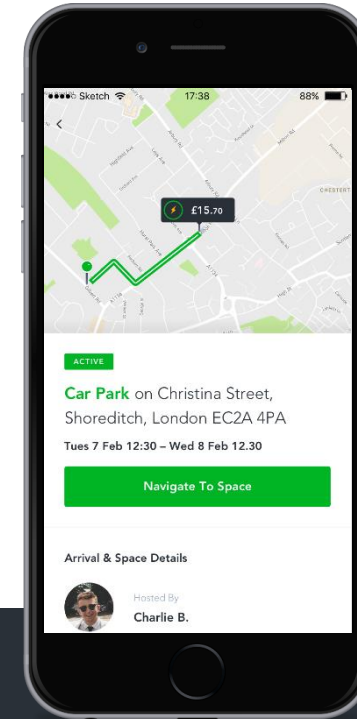 Sketch 17:38 88%
£15.70
ACTIVE
Car Park on Christina Street,
Shoreditch, London EC2A 4PA
Tues 7 Feb 12:30 – Wed 8 Feb 12.30
Navigate To Space
Arrival & Space Details
Hosted By
Charlie B.